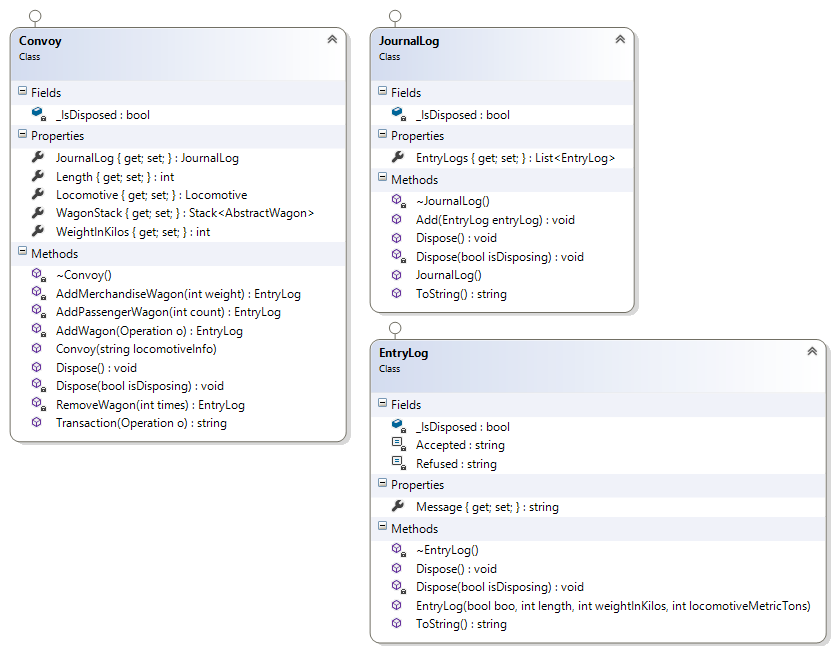 Convoy
Class
Fields
_IsDisposed : bool
Properties
JournalLog { get; set; } : JournalLog
Length { get; set; } : int
Locomotive { get; set; } : Locomotive
WagonStack { get; set; } : Stack<AbstractWagon>
WeightInKilos { get; set; } : int
Methods
~Convoy()
AddMerchandiseWagon(int weight) : EntryLog
AddPassengerWagon(int count) : EntryLog
AddWagon(Operation o) : EntryLog
Convoy(string locomotiveInfo)
Dispose() : void
Dispose(bool isDisposing) : void
RemoveWagon(int times) : EntryLog
Transaction(Operation o) : string
JournalLog
Class
Fields
_IsDisposed : bool
Properties
EntryLogs { get; set; } : List<EntryLog>
Methods
~JournalLog()
Add(EntryLog entryLog) : void
Dispose() : void
Dispose(bool isDisposing) : void
JournalLog()
ToString() : string
EntryLog
Class
Fields
_IsDisposed : bool
Accepted : string
Refused : string
Properties
Message { get; set; } : string
Methods
~EntryLog()
Dispose() : void
Dispose(bool isDisposing) : void
EntryLog(bool boo, int length, int weightInKilos, int locomotiveMetricTons)
ToString() : string